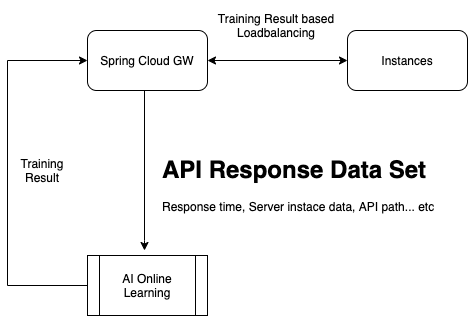 Training Result based
Loadbalancing
Spring Cloud GW
Instances
Training
Result
API Response Data Set
Response time, Server instace data, API path... etc
AI Online
Learning